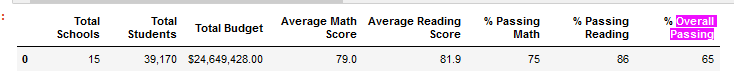 Total Schools Total Students Total Budget Average Math Score Average Reading Score % Passing Math % Passing Reading % Overall Passing
0 15 39,170 $24,649,428.00 79.0 81.9 75 86 65